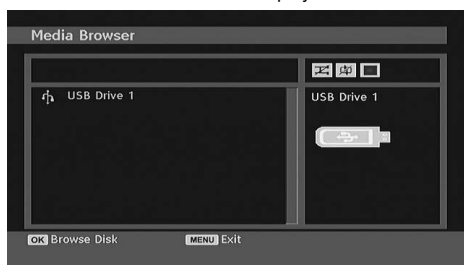 Media Browser
USB Drive 1
USB Drive 1
OK Browse Disk
MENU Exit